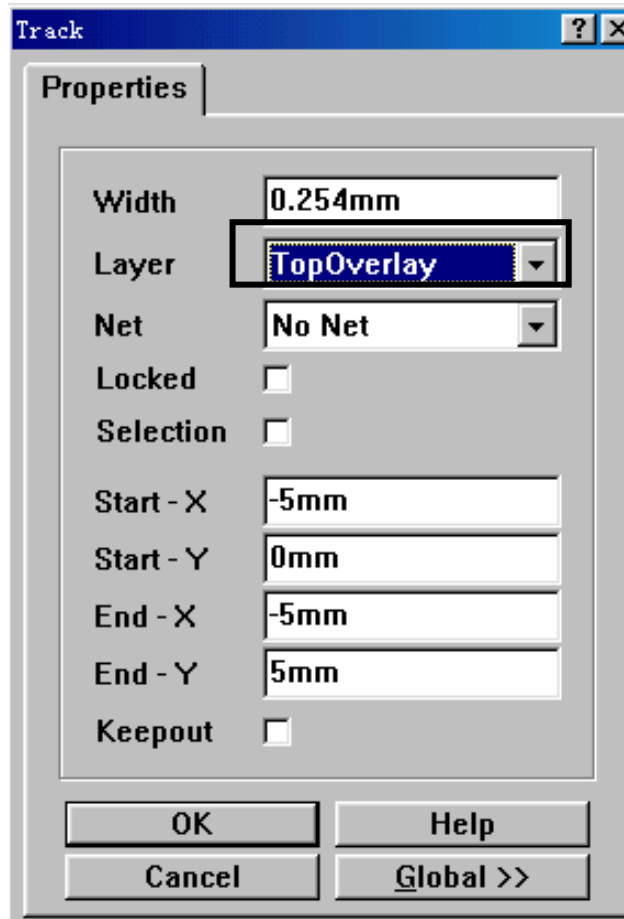 Track ? ×
Properties
Width 0.254mm
Layer TopOverlay
Net No Net
Locked
Selection
Start - X -5mm
Start - Y 0mm
End - X -5mm
End - Y 5mm
Keepout
OK Help
Cancel Global >>